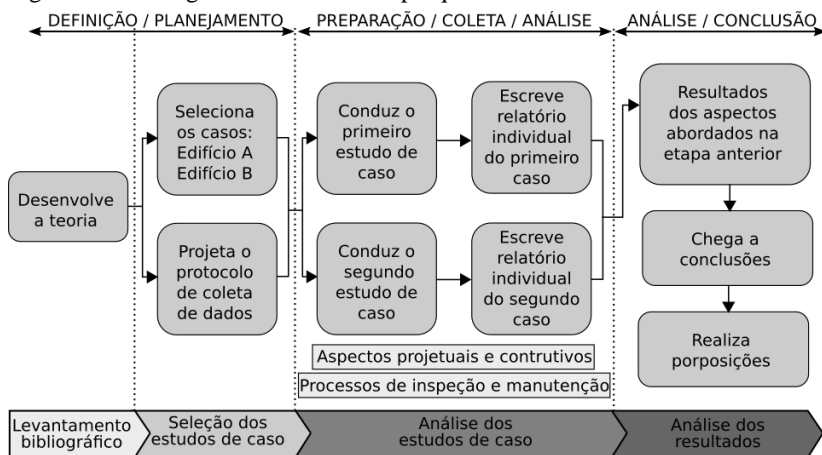 DEFINIÇÃO / PLANEJAMENTO
PREPARAÇÃO / COLETA / ANÁLISE
ANÁLISE / CONCLUSÃO
Desenvolve
a teoria
Seleciona
os casos:
Edifício A
Edifício B
Projeta o
protocolo
de coleta
de dados
Conduz o
primeiro
estudo de
caso
Escreve
relatório
individual
do primeiro
caso
Conduz o
segundo
estudo de
caso
Escreve
relatório
individual
do segundo
caso
Resultados
dos aspectos
abordados na
etapa anterior
Chega a
conclusões
Realiza
porposições
Aspectos projetuais e contrutivos
Processos de inspeção e manutenção
Levantamento
bibliográfico
Seleção dos
estudos de caso
Análise dos
estudos de caso
Análise dos
resultados